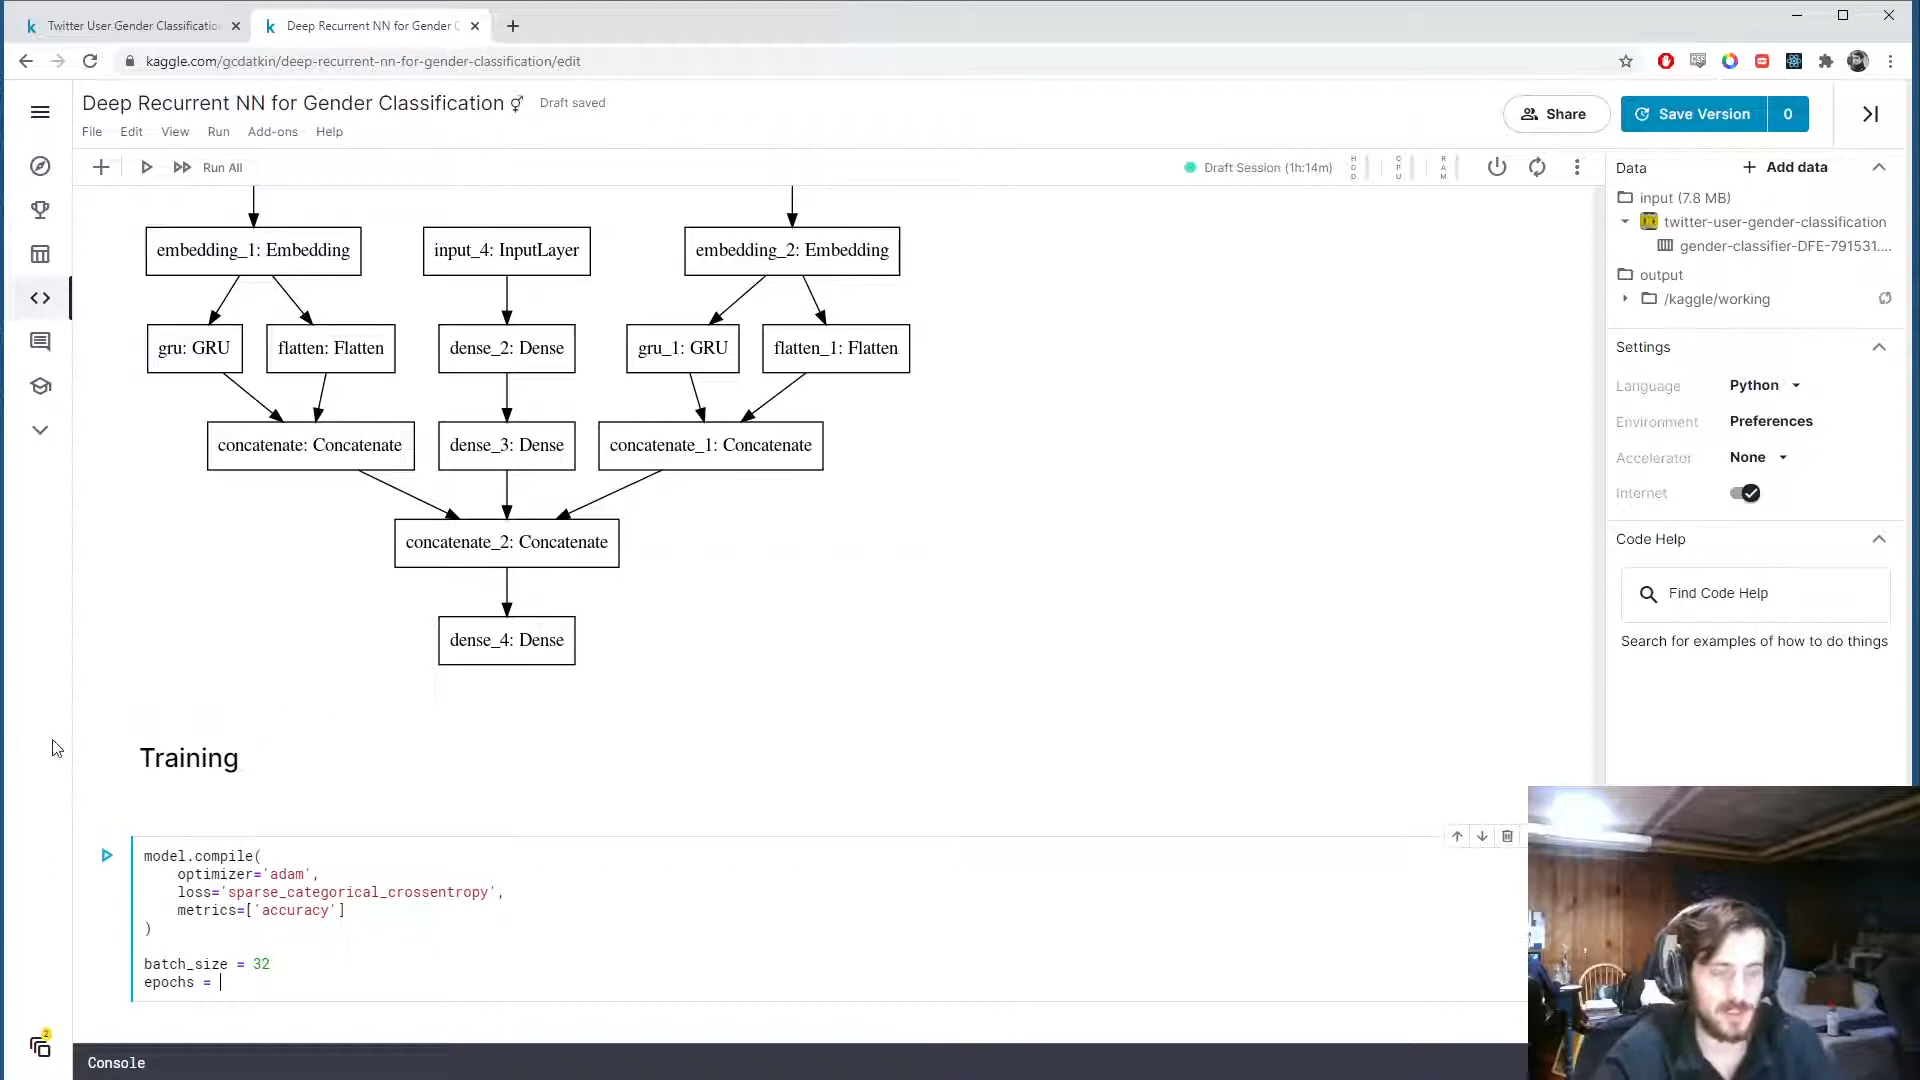 Twitter User Gender Classification
Deep Recurrent NN for Gender C
kaggle.com/gcdatkin/deep-recurrent-nn-for-gender-classification/edit
Deep Recurrent NN for Gender Classification ⚥
Draft saved
Share
Save Version
0
File
Edit
View
Run
Add-ons
Help
Run All
Draft Session (1h:14m)
HDD
CPU
RAM
Data
Add data
input (7.8 MB)
twitter-user-gender-classification
gender-classifier-DFE-791531....
output
/kaggle/working
Settings
Language
Python
Environment
Preferences
Accelerator
None
Internet
Code Help
Find Code Help
Search for examples of how to do things
embedding_1: Embedding
input_4: InputLayer
embedding_2: Embedding
gru: GRU
flatten: Flatten
dense_2: Dense
gru_1: GRU
flatten_1: Flatten
concatenate: Concatenate
dense_3: Dense
concatenate_1: Concatenate
concatenate_2: Concatenate
dense_4: Dense
Training
model.compile(
    optimizer='adam',
    loss='sparse_categorical_crossentropy',
    metrics=['accuracy']
)
batch_size = 32
epochs =
2
Console